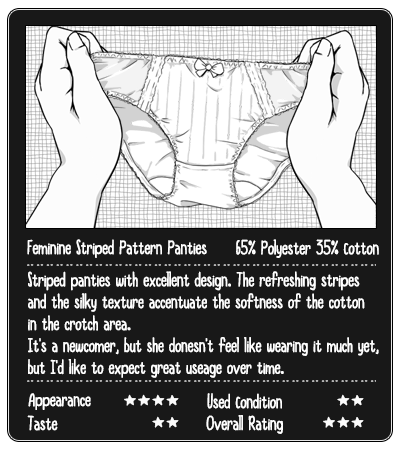 Feminine Striped Pattern Panties 65% Polyester 35% Cotton
Striped panties with excellent design. The refreshing stripes
and the silky texture accentuate the softness of the cotton
in the crotch area.
It's a newcomer, but she donesn't feel like wearing it much yet,
but I'd like to expect great useage over time.
Appearance ★★★★ Used Condition ★★
Taste ★★ Overall Rating ★★★